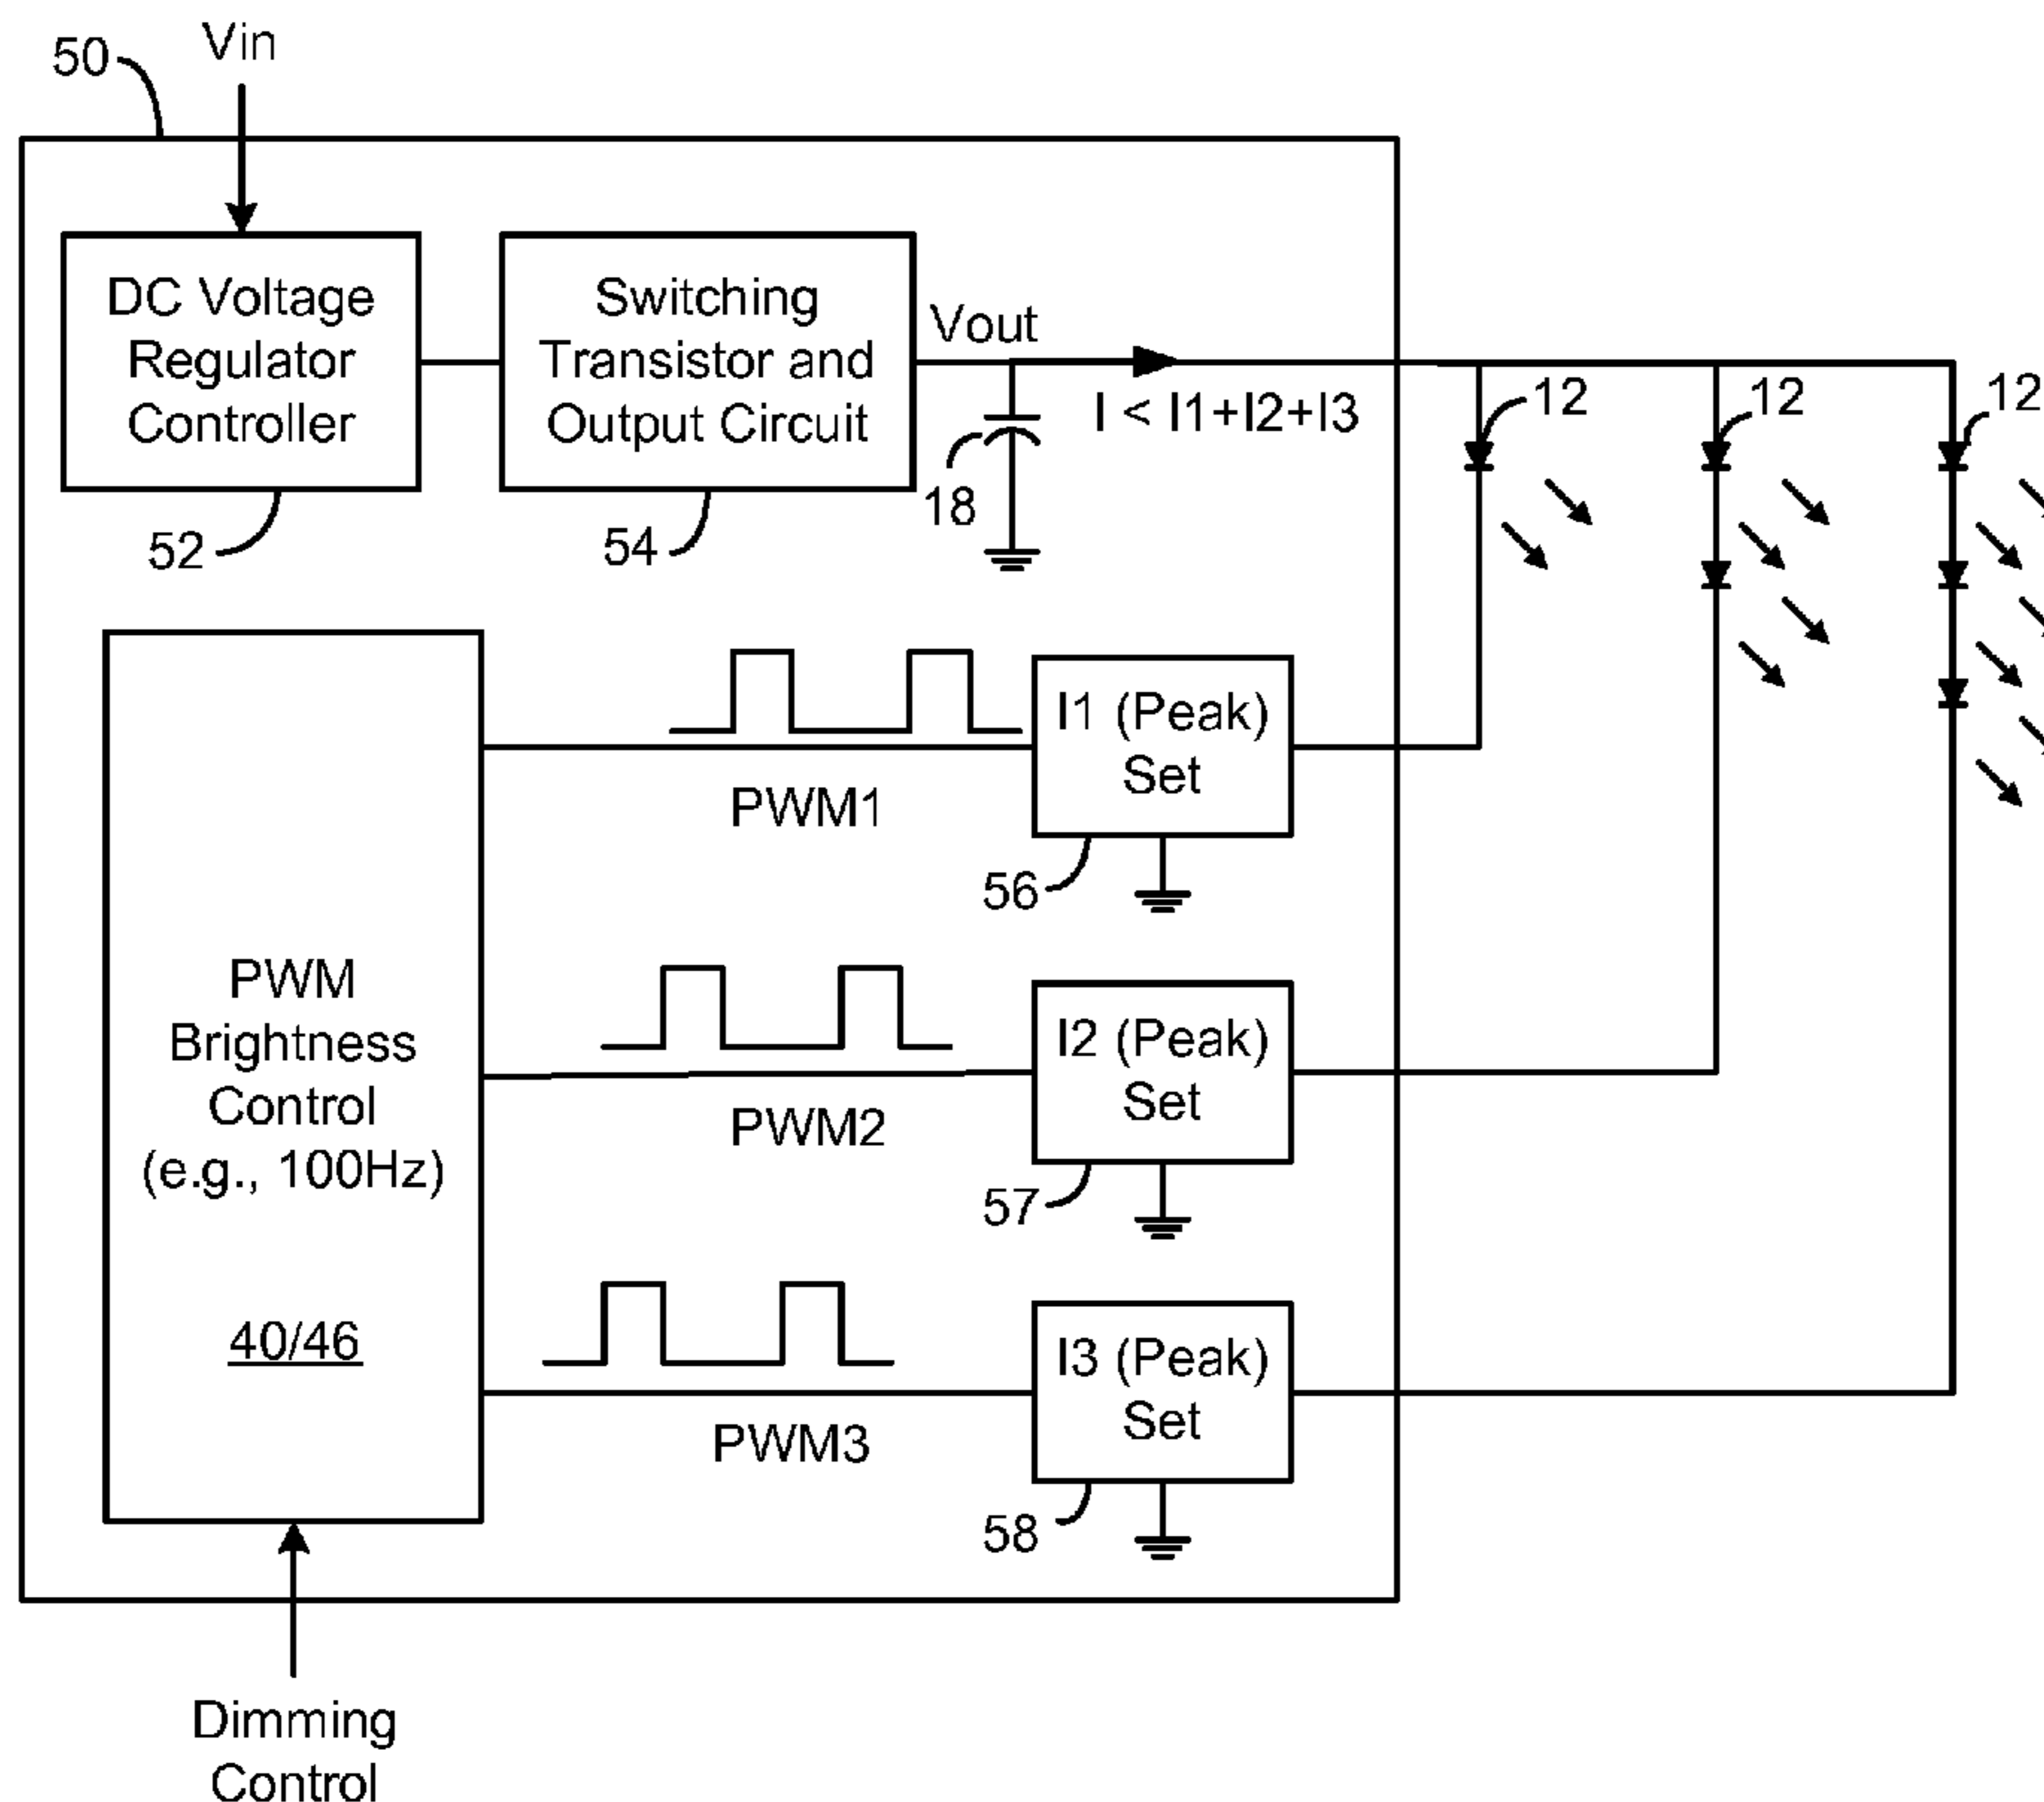 50
Vin
DC Voltage
Regulator
Controller
52
Switching
Transistor and
Output Circuit
54
Vout
18
I < I1+I2+I3
12
12
12
PWM
Brightness
Control
(e.g., 100Hz)
40/46
PWM1
I1 (Peak)
Set
56
PWM2
I2 (Peak)
Set
57
PWM3
I3 (Peak)
Set
58
Dimming
Control